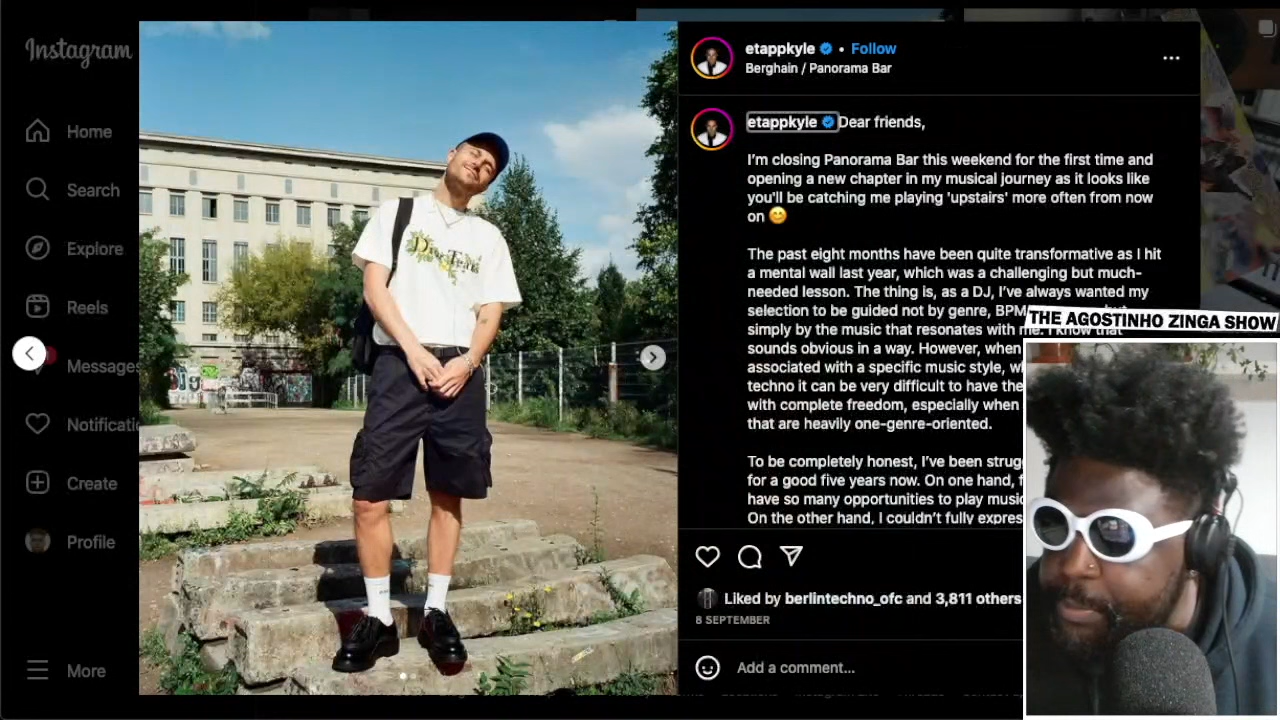 Instagram
Home
Search
Explore
Reels
Messages
Notificati
Create
Profile
More
etappkyle • Follow
Berghain / Panorama Bar
etappkyle Dear friends,
I'm closing Panorama Bar this weekend for the first time and
opening a new chapter in my musical journey as it looks like
you'll be catching me playing 'upstairs' more often from now
on 😊
The past eight months have been quite transformative as I hit
a mental wall last year, which was a challenging but much-
needed lesson. The thing is, as a DJ, I've always wanted my
selection to be guided not by genre, BPM
simply by the music that resonates with me. I know that
sounds obvious in a way. However, when
associated with a specific music style,
techno it can be very difficult to have the
with complete freedom, especially when
that are heavily one-genre-oriented.
To be completely honest, I've been
for a good five years now. On one hand,
have so many opportunities to play
On the other hand, I couldn't fully
Liked by berlintechno_ofc and 3,811 others
8 SEPTEMBER
Add a comment...
THE AGOSTINHO ZINGA SHOW